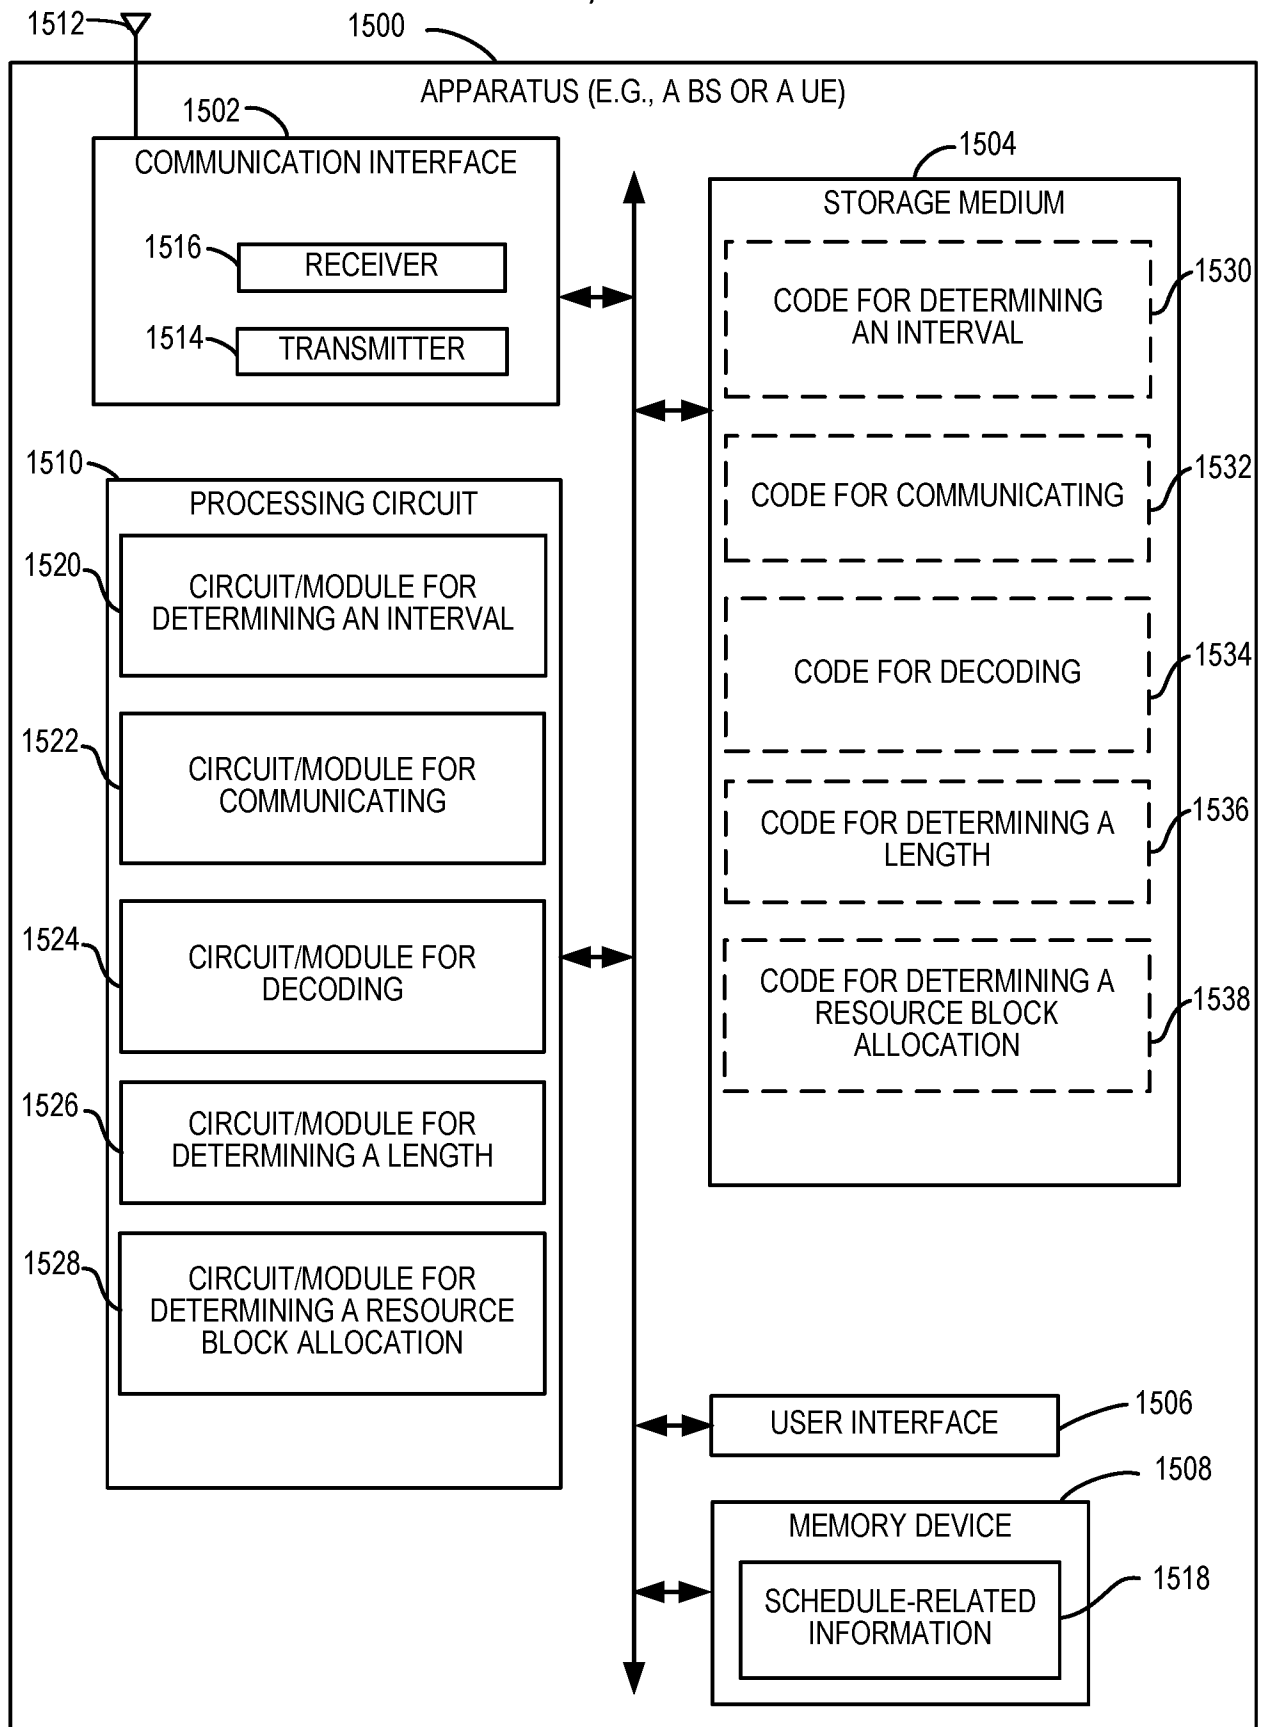 1512
1500
APPARATUS (E.G., A BS OR A UE)
1502
COMMUNICATION INTERFACE
1516
RECEIVER
1514
TRANSMITTER
1504
STORAGE MEDIUM
CODE FOR DETERMINING
AN INTERVAL
1530
CODE FOR COMMUNICATING
1532
CODE FOR DECODING
1534
CODE FOR DETERMINING A
LENGTH
1536
CODE FOR DETERMINING A
RESOURCE BLOCK
ALLOCATION
1538
1510
PROCESSING CIRCUIT
1520
CIRCUIT/MODULE FOR
DETERMINING AN INTERVAL
1522
CIRCUIT/MODULE FOR
COMMUNICATING
1524
CIRCUIT/MODULE FOR
DECODING
1526
CIRCUIT/MODULE FOR
DETERMINING A LENGTH
1528
CIRCUIT/MODULE FOR
DETERMINING A RESOURCE
BLOCK ALLOCATION
USER INTERFACE
1506
1508
MEMORY DEVICE
SCHEDULE-RELATED
INFORMATION
1518